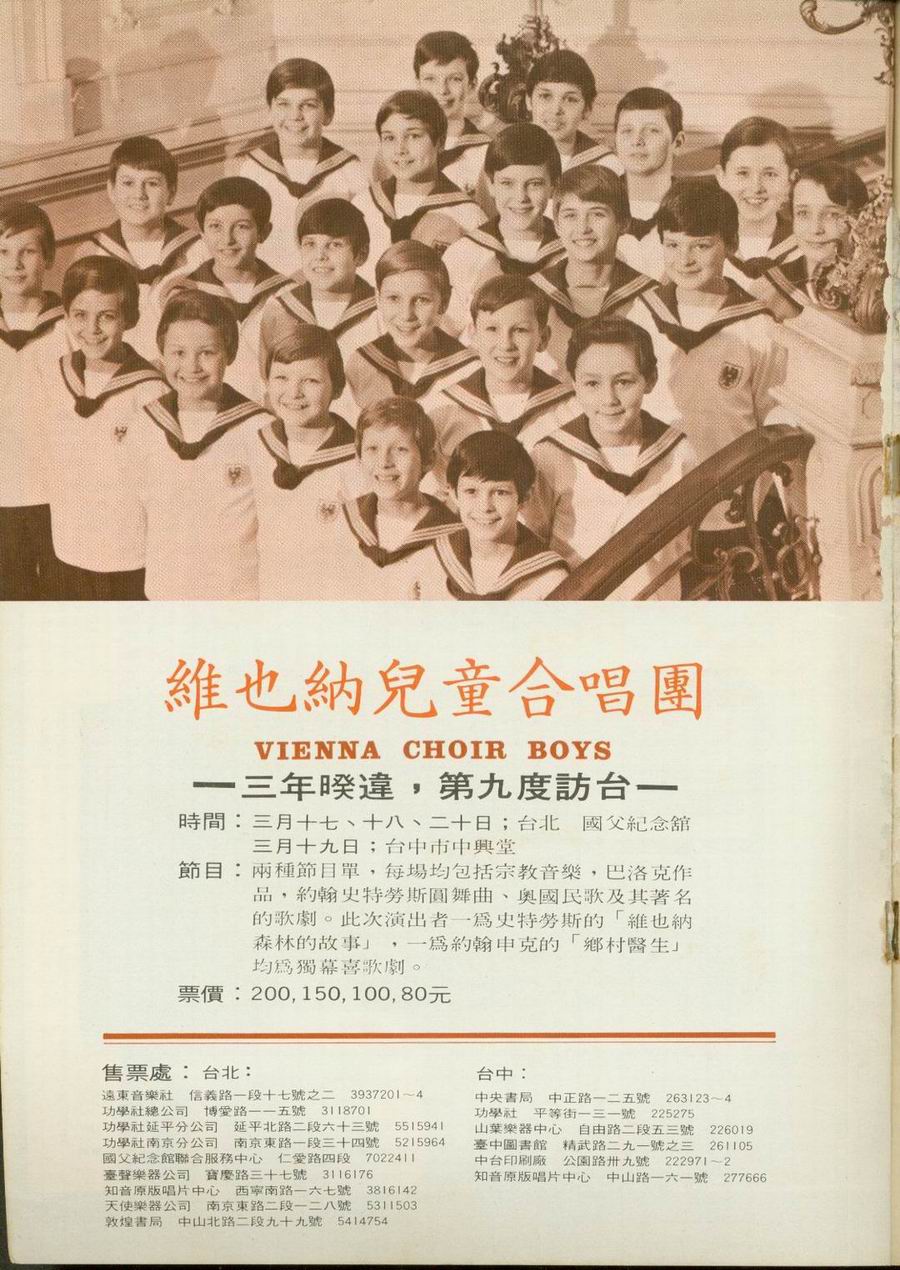 維也納兒童合唱團
VIENNA CHOIR BOYS
—三年暌違，第九度訪台—
時間：三月十七、十八、二十日；台北　國父紀念館
三月十九日；台中市中興堂
節目：兩種節目單，每場均包括宗教音樂，巴洛克作
品，約翰史特勞斯圓舞曲、奧國民歌及其著名
的歌劇。此次演出者一爲史特勞斯的「維也納
森林的故事」，一爲約翰申克的「鄉村醫生」
均爲獨幕喜歌劇。
票價：200,150,100,80元
售票處：台北：
遠東音樂社　信義路一段十七號之二　3937201～4
功學社總公司　博愛路一一五號　3118701
功學社延平分公司　延平北路二段六十三號　5515941
功學社南京分公司　南京東路一段三十四號　5215964
國父紀念館聯合服務中心　仁愛路四段　7022411
臺聲樂器公司　寶慶路三十七號　3116176
知音原版唱片中心　西寧南路一六七號　3816142
天使樂器公司　南京東路二段一二八號　5311503
敦煌書局　中山北路二段九十九號　5414754
台中：
中央書局　中正路一二五號　263123～4
功學社　平等街一三一號　225275
山葉樂器中心　自由路二段五三號　226019
臺中圖書館　精武路二九一號之三　261105
中台印刷廠　公園路卅九號　222971～2
知音原版唱片中心　中山路一六一號　277666